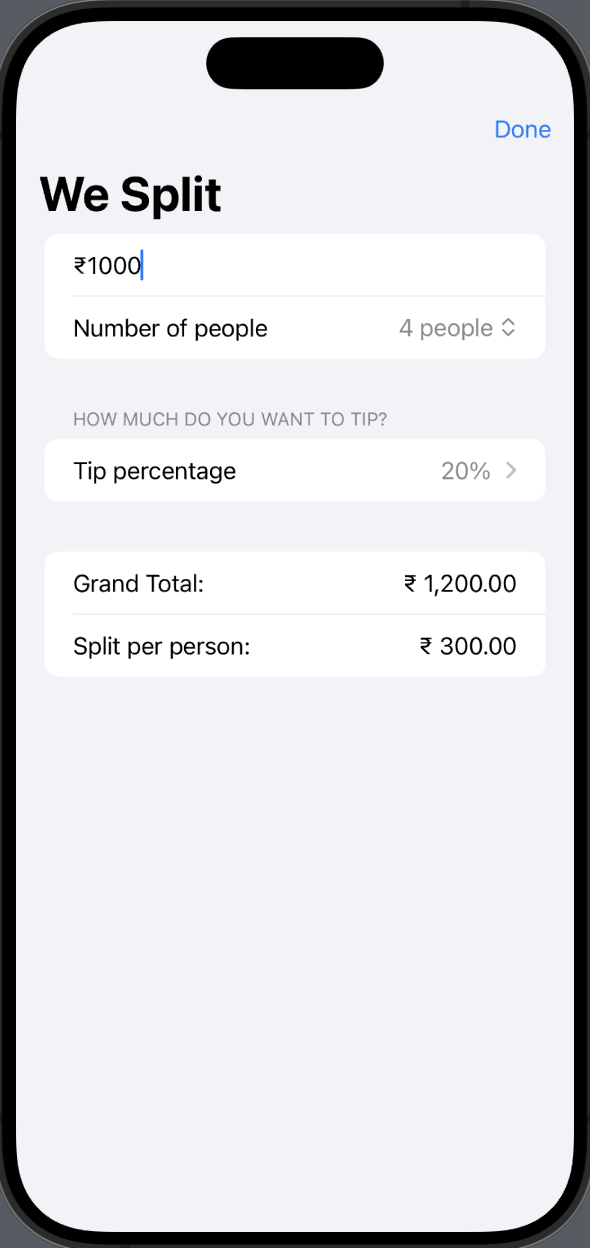 Done
We Split
₹1000
Number of people 4 people
HOW MUCH DO YOU WANT TO TIP?
Tip percentage 20%
Grand Total: ₹ 1,200.00
Split per person: ₹ 300.00